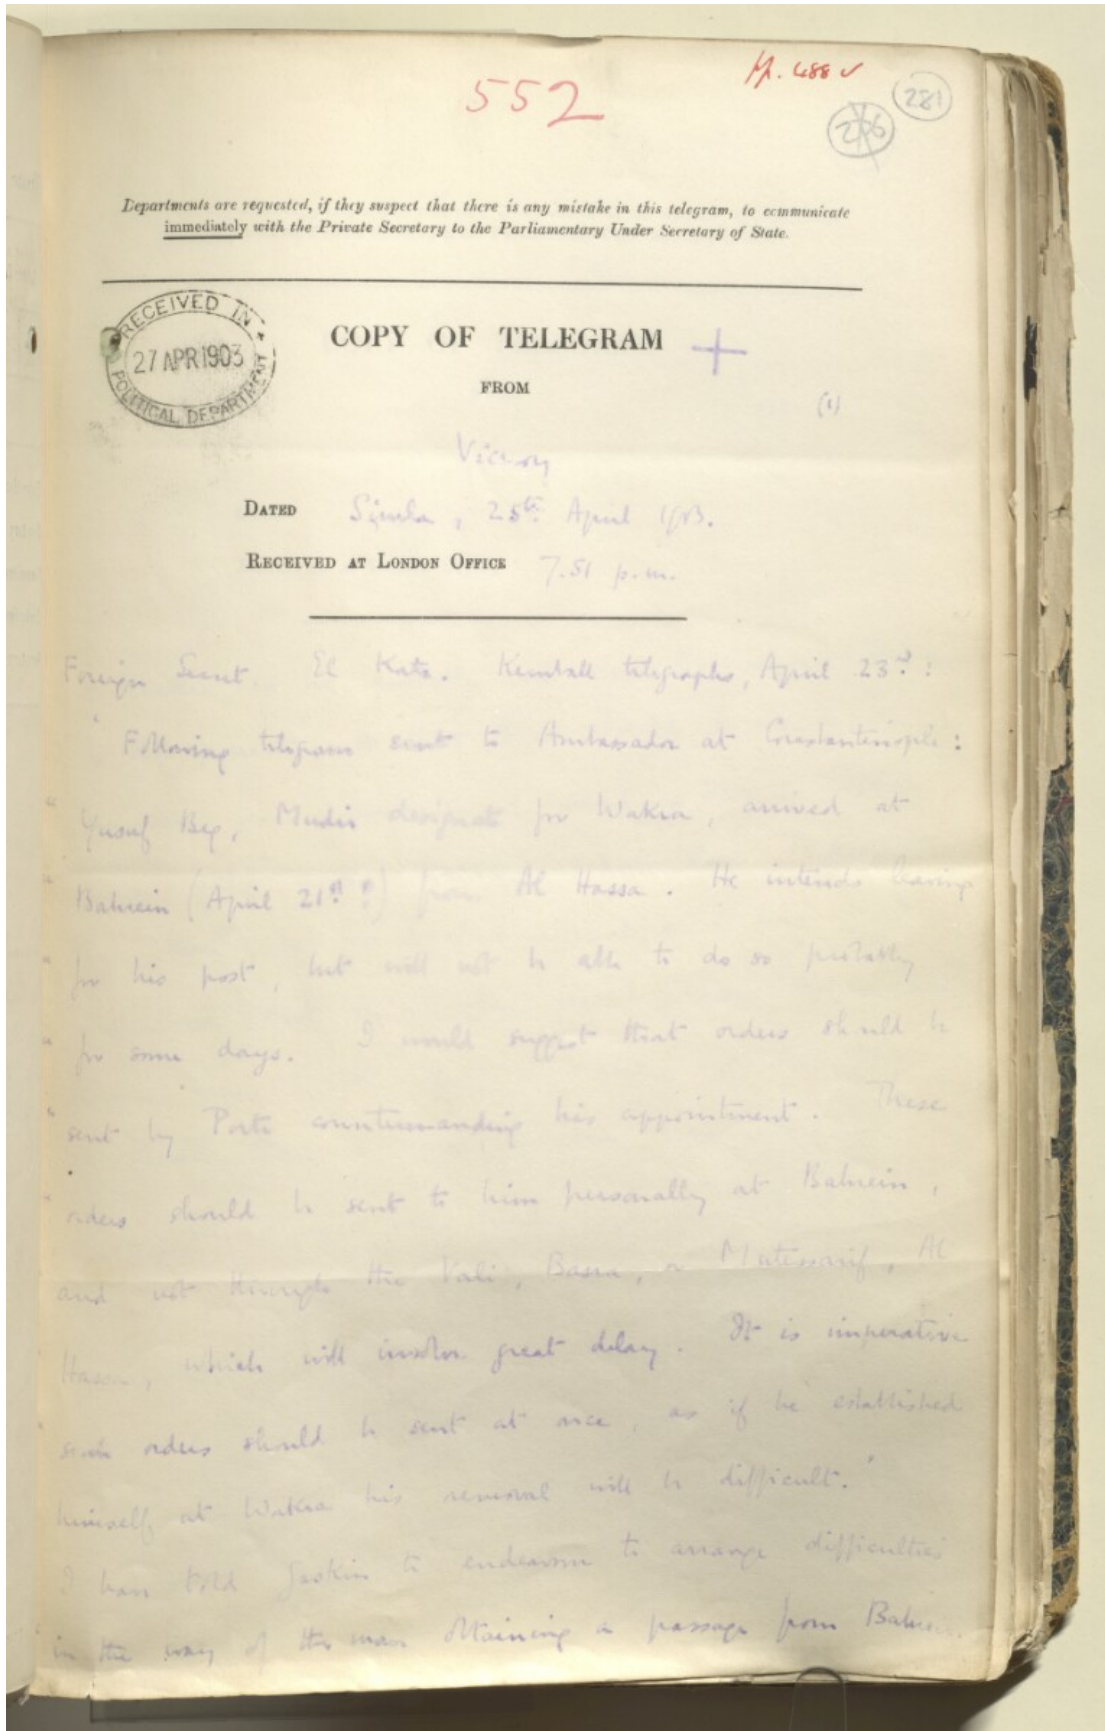 pp. 488 v
552
281
286
Departments are requested, if they suspect that there is any mistake in this telegram, to communicate
immediately with the Private Secretary to the Parliamentary Under Secretary of State.
RECEIVED IN
27 APR 1903
POLITICAL DEPARTMENT
COPY OF TELEGRAM
FROM
(1)
Viceroy
DATED Simla, 25th April 1903.
RECEIVED AT LONDON OFFICE 7.51 p.m.
Foreign Secret. El Katr. Kemball telegraphs, April 23rd:
"Following telegram sent to Ambassador at Constantinople:
"Yusuf Beg, Mudir designate for Wakra, arrived at
"Bahrein (April 21st?) from Al Hassa. He intends leaving
"for his post, but will not be able to do so probably
"for some days. I would suggest that orders should be
"sent by Porte countermanding his appointment. These
"orders should be sent to him personally at Bahrein,
"and not through the Vali, Basra, or Mutessarif, Al
"Hassa, which will involve great delay. It is imperative
"such orders should be sent at once, as if he established
"himself at Wakra his removal will be difficult."
I have told Gaskin to endeavour to arrange difficulties
in the way of this man obtaining a passage from Bahrein.